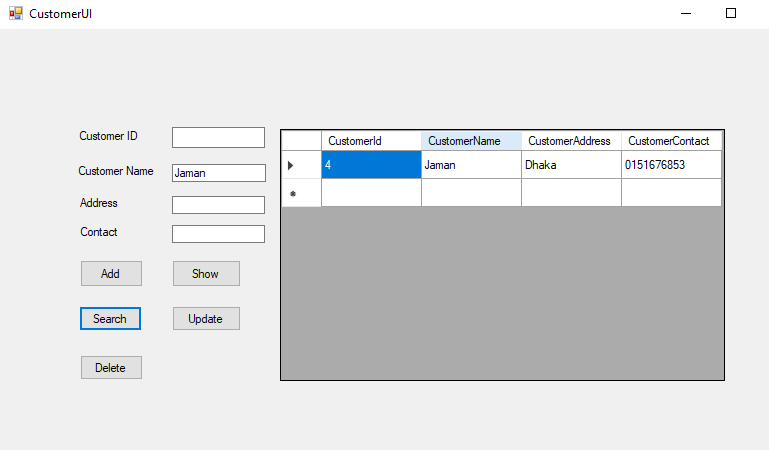 CustomerUI
Customer ID
Customer Name Jaman
Address
Contact
Add Show
Search Update
Delete
CustomerId CustomerName CustomerAddress CustomerContact
4 Jaman Dhaka 0151676853